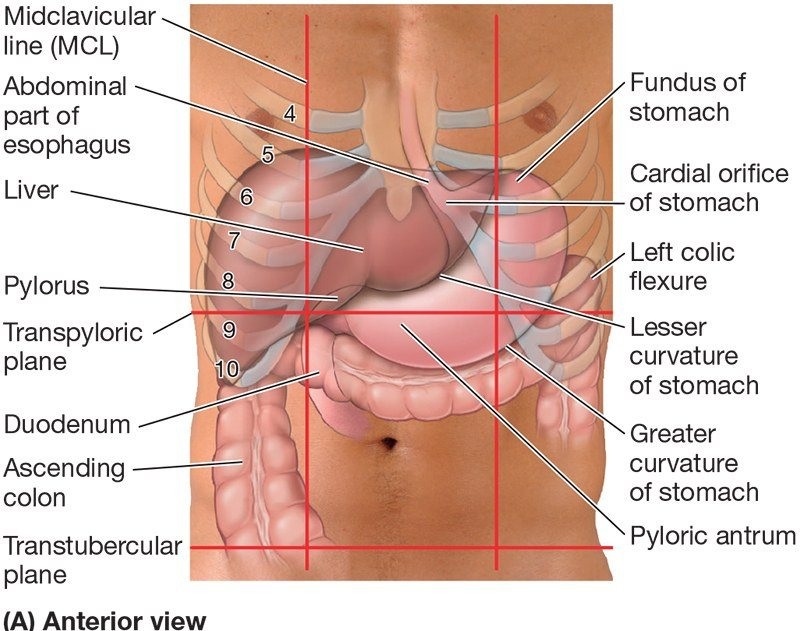 Midclavicular
line (MCL)
Abdominal
part of
esophagus
Liver
Pylorus
Transpyloric
plane
Duodenum
Ascending
colon
Transtubercular
plane
4
5
6
7
8
9
10
Fundus of
stomach
Cardial orifice
of stomach
Left colic
flexure
Lesser
curvature
of stomach
Greater
curvature
of stomach
Pyloric antrum
(A) Anterior view